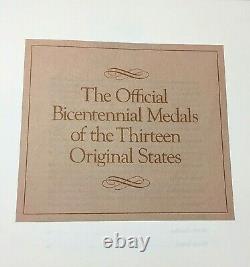 The Official
Bicentennial Medals
of the Thirteen
Original States